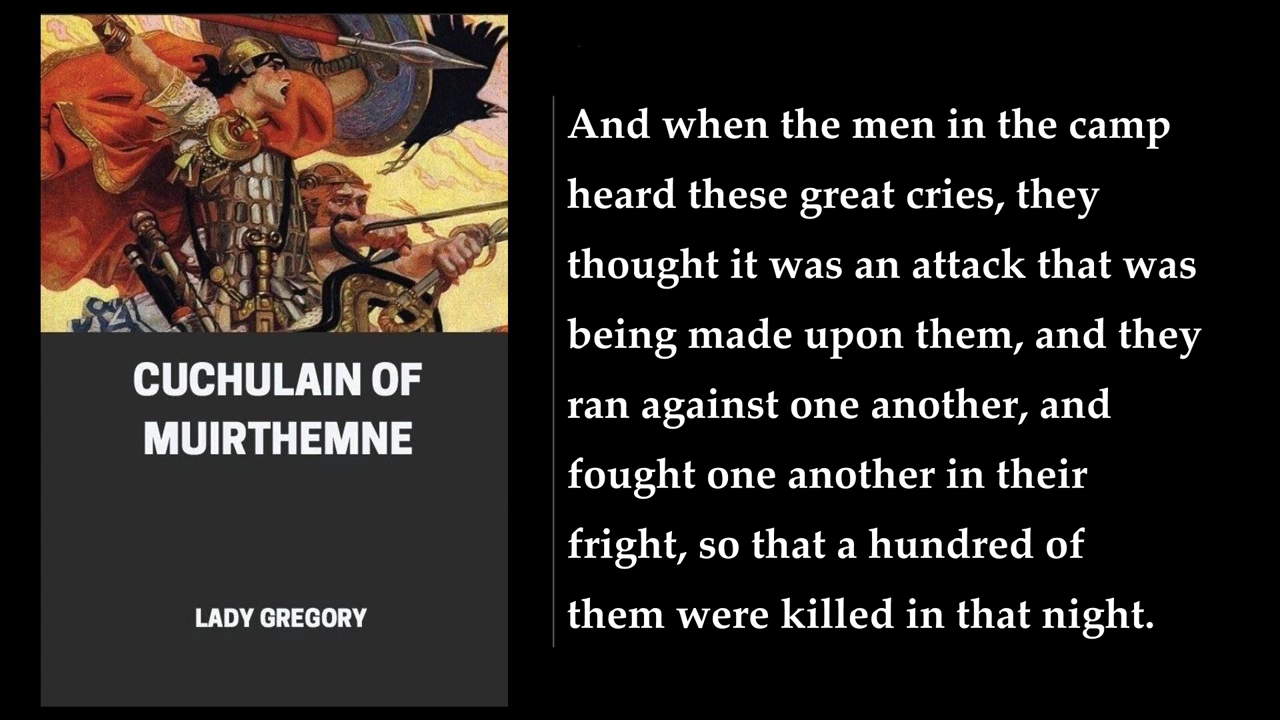 CUCHULAIN OF
MUIRTHEMNE
LADY GREGORY
And when the men in the camp
heard these great cries, they
thought it was an attack that was
being made upon them, and they
ran against one another, and
fought one another in their
fright, so that a hundred of
them were killed in that night.